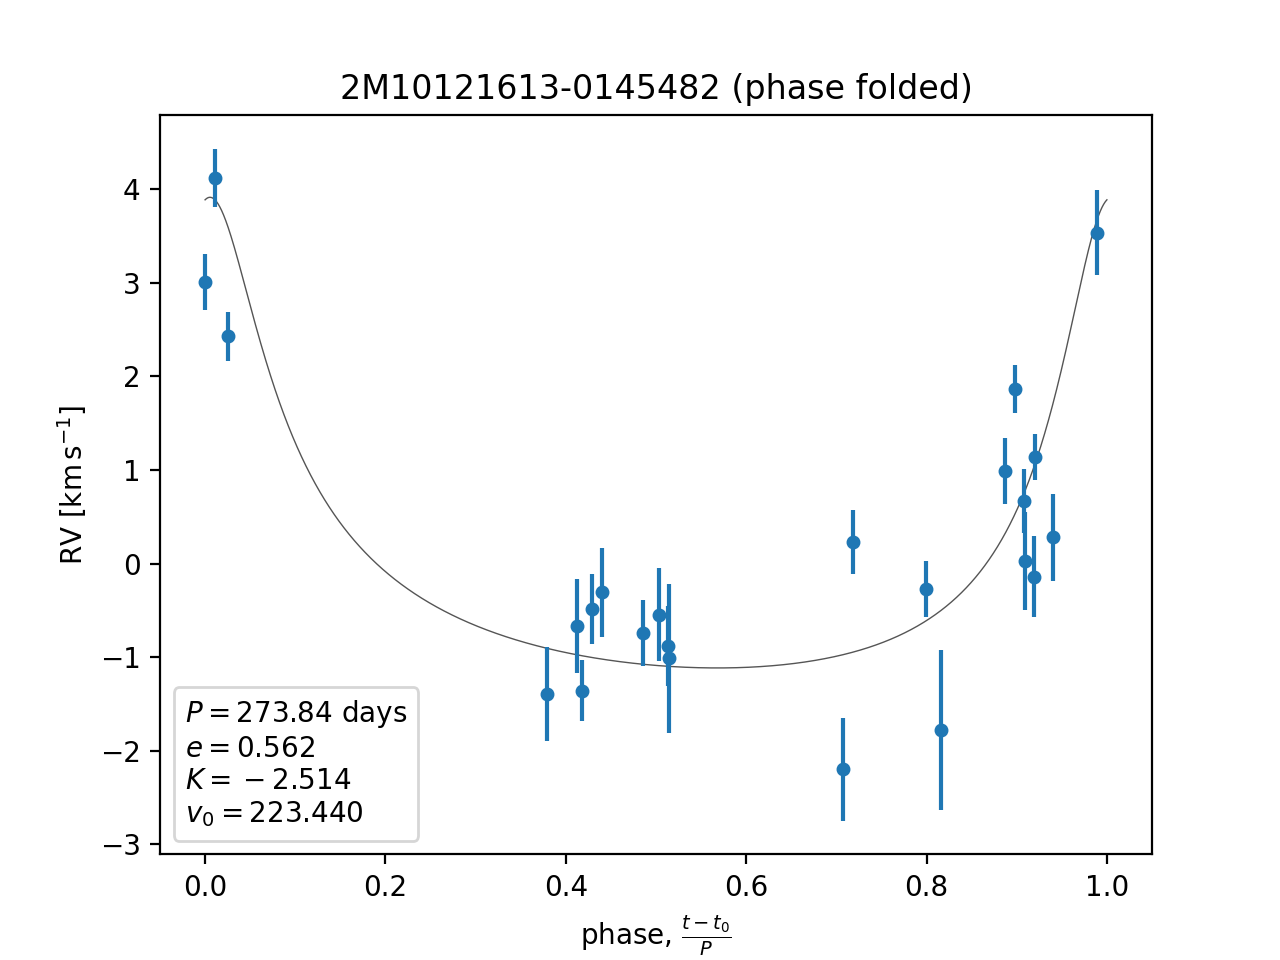 2M10121613-0145482 (phase folded)
RV [km s⁻¹]
4
3
2
1
0
−1
−2
−3
P = 273.84 days
e = 0.562
K = − 2.514
v₀ = 223.440
0.0 0.2 0.4 0.6 0.8 1.0
phase, (t − t₀)/P